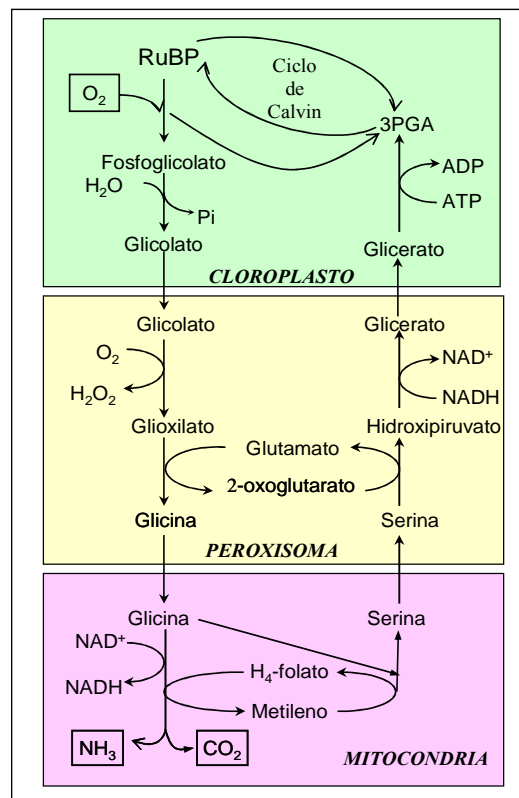 RuBP
Ciclo
de
Calvin
O₂
3PGA
Fosfoglicolato
H₂O
Pi
ADP
ATP
Glicolato
Glicerato
CLOROPLASTO
Glicolato
Glicerato
O₂
H₂O₂
NAD⁺
NADH
Glioxilato
Hidroxipiruvato
Glutamato
2-oxoglutarato
Glicina
Serina
PEROXISOMA
Glicina
Serina
NAD⁺
NADH
H₄-folato
Metileno
NH₃
CO₂
MITOCONDRIA